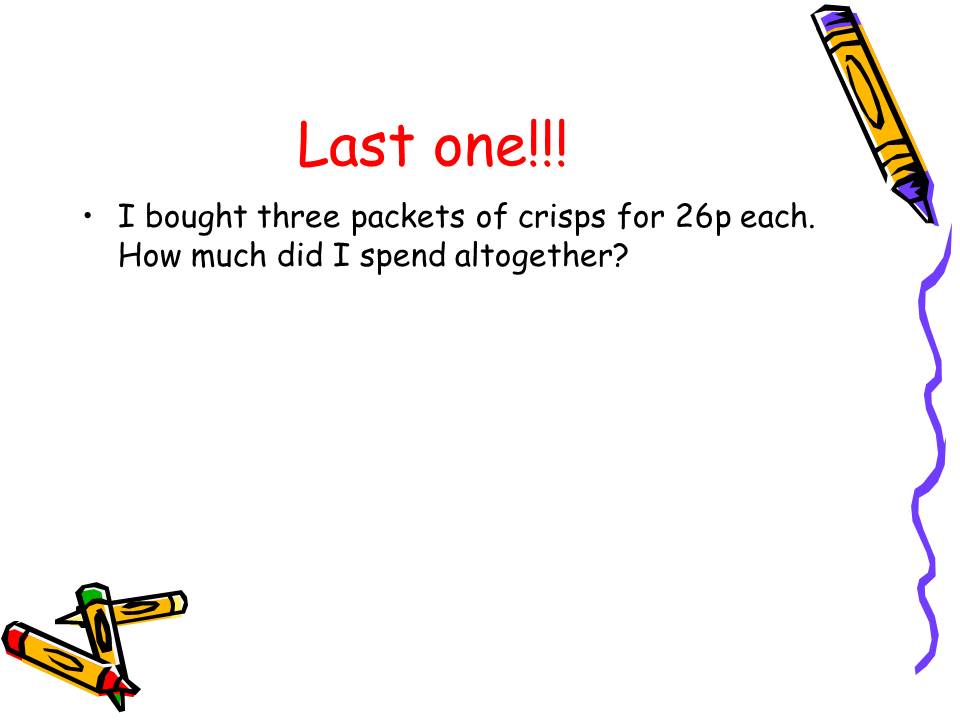 Last one!!!
• I bought three packets of crisps for 26p each.
How much did I spend altogether?